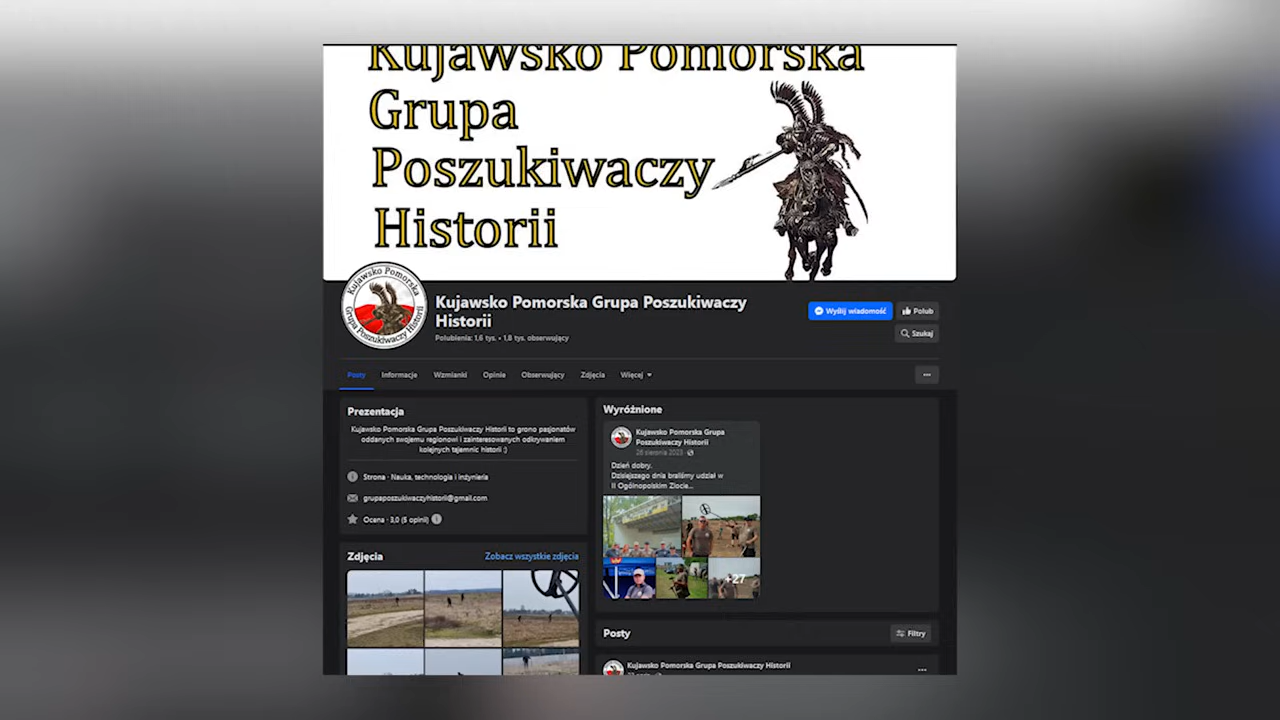 Kujawsko Pomorska
Grupa
Poszukiwaczy
Historii
Kujawsko Pomorska
Grupa Poszukiwaczy Historii
Kujawsko Pomorska Grupa Poszukiwaczy
Historii
Polubienia: 1,6 tys. • 1,8 tys. obserwujący
Wyślij wiadomość
Polub
Szukaj
Posty
Informacje
Wzmianki
Opinie
Obserwujący
Zdjęcia
Więcej
Prezentacja
Kujawsko Pomorska Grupa Poszukiwaczy Historii to grono pasjonatów
oddanych swojemu regionowi i zainteresowanych odkrywaniem
kolejnych tajemnic historii :)
Strona · Nauka, technologia i inżynieria
grupaposzukiwaczyhistorii@gmail.com
Ocena · 3,0 (5 opinii)
Zdjęcia
Zobacz wszystkie zdjęcia
Wyróżnione
Kujawsko Pomorska Grupa
Poszukiwaczy Historii
26 sierpnia 2023
Dzień dobry.
Dzisiejszego dnia braliśmy udział w
II Ogólnopolskim Zlocie...
+27
Posty
Filtry
Kujawsko Pomorska Grupa Poszukiwaczy Historii